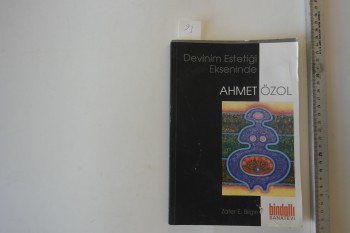 Devinim Estetiği
Ekseninde
AHMET ÖZOL
bindallı
SANATEVİ